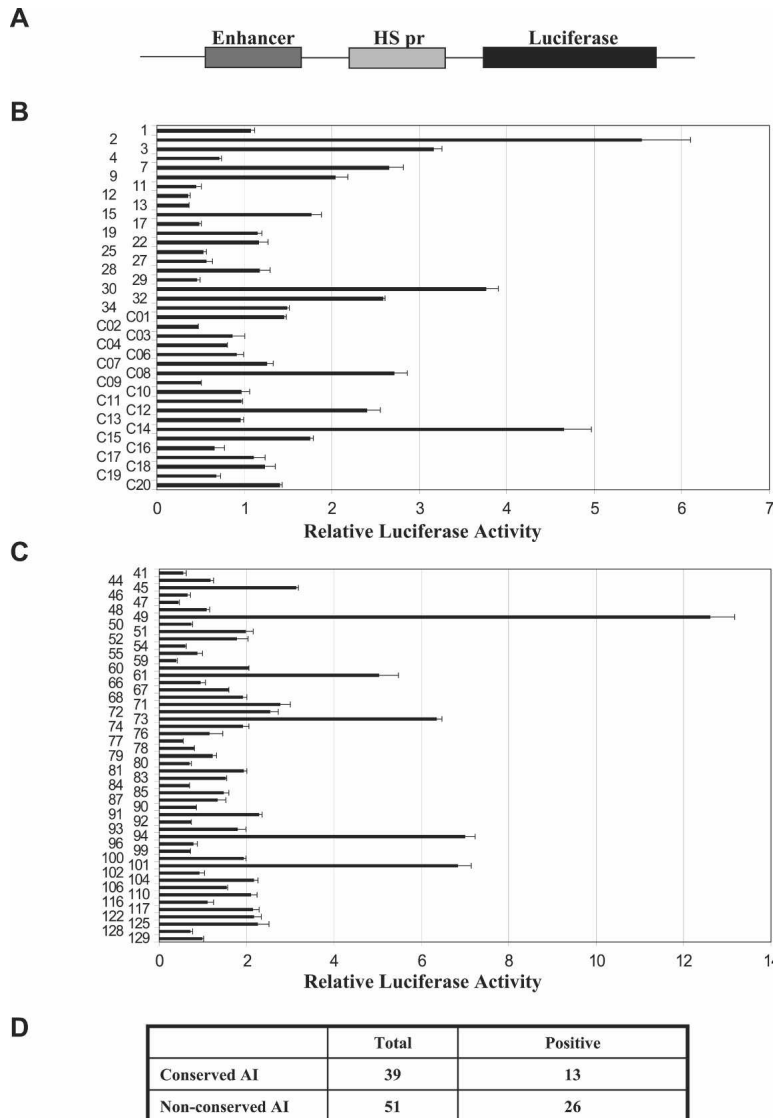 A
Enhancer HS pr Luciferase
B
1
2
3
4
7
9
11
12
13
15
17
19
22
25
27
28
29
30
32
34
C01
C02
C03
C04
C06
C07
C08
C09
C10
C11
C12
C13
C14
C15
C16
C17
C18
C19
C20
0 1 2 3 4 5 6 7
Relative Luciferase Activity
C
41
44
45
46
47
48
49
50
51
52
54
55
59
60
61
66
67
68
71
72
73
74
76
77
78
79
80
81
83
84
85
87
90
91
92
93
94
96
99
100
101
102
104
106
110
116
117
122
125
128
129
0 2 4 6 8 10 12 14
Relative Luciferase Activity
D
Total Positive
Conserved AI 39 13
Non-conserved AI 51 26